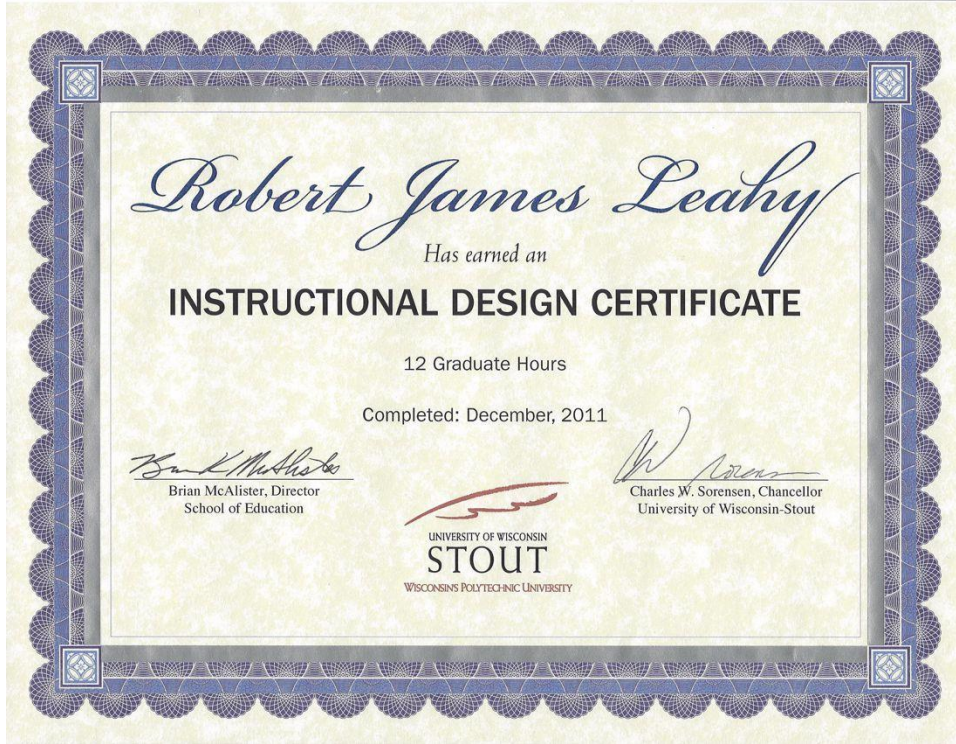 Robert James Leahy
Has earned an
INSTRUCTIONAL DESIGN CERTIFICATE
12 Graduate Hours
Completed: December, 2011
Brian McAlister, Director
School of Education
Charles W. Sorensen, Chancellor
University of Wisconsin-Stout
UNIVERSITY OF WISCONSIN
STOUT
WISCONSIN'S POLYTECHNIC UNIVERSITY